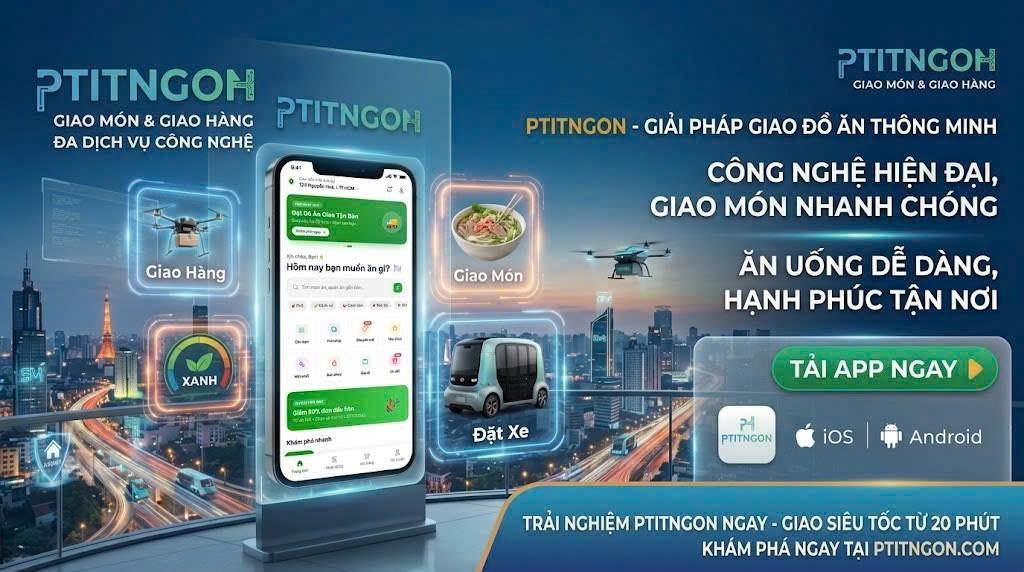 PTITNGON
GIAO MÓN & GIAO HÀNG
ĐA DỊCH VỤ CÔNG NGHỆ
PTITNGON
Giao Hàng
XANH
9:41
Đặt Đồ Ăn Giao Tận Bàn
Hôm nay bạn muốn ăn gì?
Giảm 80% đơn đầu tiên
Khám phá nhanh
Giao Món
Đặt Xe
PTITNGON
GIAO MÓN & GIAO HÀNG
PTITNGON - GIẢI PHÁP GIAO ĐỒ ĂN THÔNG MINH
CÔNG NGHỆ HIỆN ĐẠI,
GIAO MÓN NHANH CHÓNG
ĂN UỐNG DỄ DÀNG,
HẠNH PHÚC TẬN NƠI
TẢI APP NGAY
PTITNGON
iOS
Android
TRẢI NGHIỆM PTITNGON NGAY - GIAO SIÊU TỐC TỪ 20 PHÚT
KHÁM PHÁ NGAY TẠI PTITNGON.COM